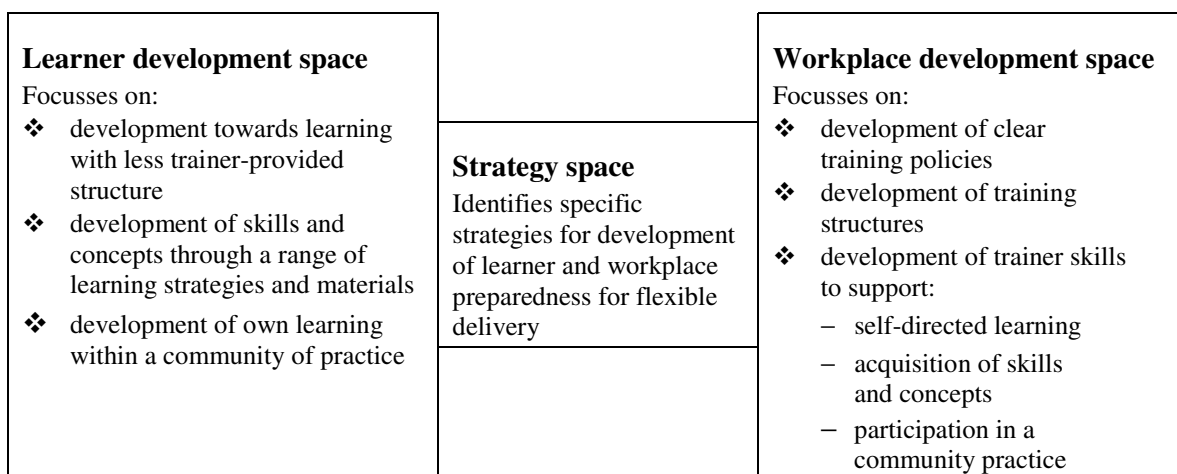 Learner development space
Focusses on:
❖ development towards learning
with less trainer-provided
structure
❖ development of skills and
concepts through a range of
learning strategies and materials
❖ development of own learning
within a community of practice
Strategy space
Identifies specific
strategies for development
of learner and workplace
preparedness for flexible
delivery
Workplace development space
Focusses on:
❖ development of clear
training policies
❖ development of training
structures
❖ development of trainer skills
to support:
– self-directed learning
– acquisition of skills
and concepts
– participation in a
community practice